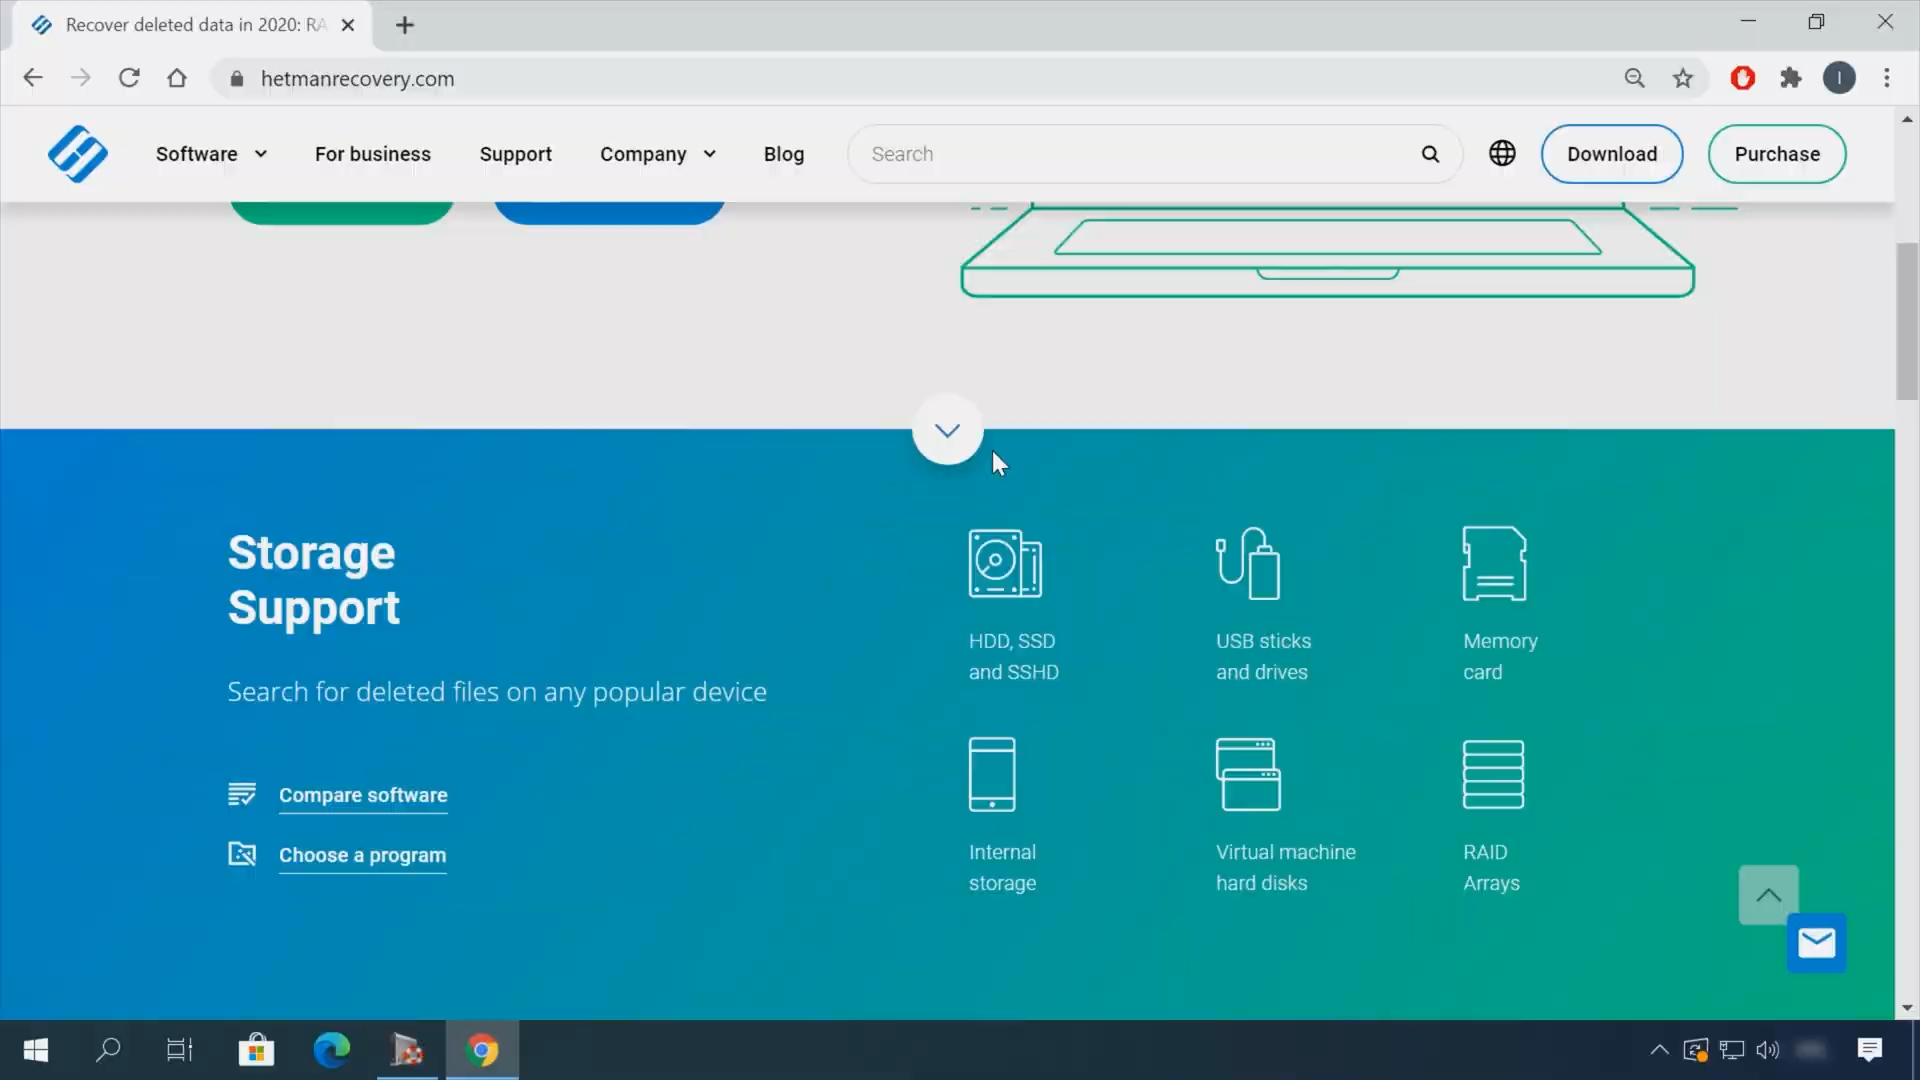 Recover deleted data in 2020: RA
hetmanrecovery.com
I
Software
For business
Support
Company
Blog
Search
Download
Purchase
Storage
Support
Search for deleted files on any popular device
Compare software
Choose a program
HDD, SSD
and SSHD
USB sticks
and drives
Memory
card
Internal
storage
Virtual machine
hard disks
RAID
Arrays